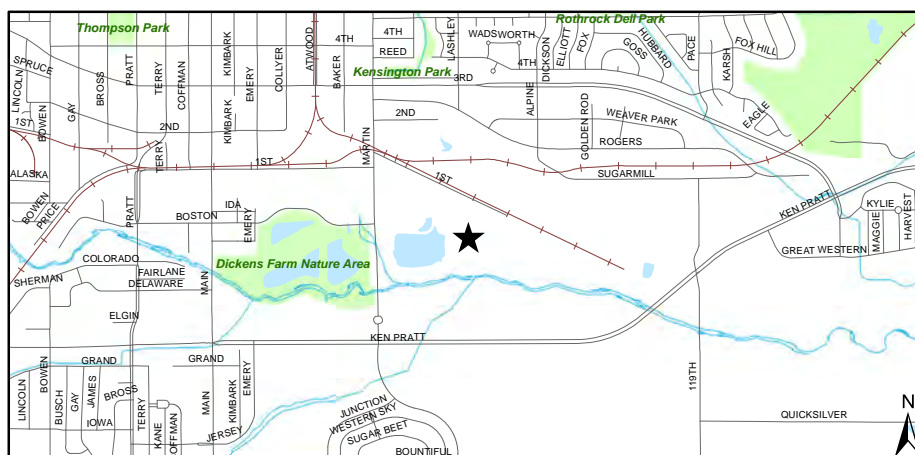 Thompson Park
Rothrock Dell Park
4TH
4TH
REED
LASHLEY
WADSWORTH
4TH
DICKSON
ELLIOTT
FOX
GOSS
HUBBARD
PACE
KARSH
FOX HILL
SPRUCE
LINCOLN
BROSS
PRATT
TERRY
COFFMAN
KIMBARK
EMERY
COLLYER
ATWOOD
BAKER
Kensington Park
3RD
GAY
BOWEN
1ST
2ND
KIMBARK
2ND
ALPINE
GOLDEN ROD
WEAVER PARK
EAGLE
ROGERS
TERRY
1ST
MARTIN
1ST
SUGARMILL
ALASKA
BOWEN
PRICE
PRATT
BOSTON
IDA
EMERY
KEN PRATT
KYLIE
MAGGIE
HARVEST
GREAT WESTERN
COLORADO
Dickens Farm Nature Area
SHERMAN
FAIRLANE
DELAWARE
MAIN
ELGIN
KEN PRATT
GRAND
GRAND
BOWEN
LINCOLN
BUSCH
GAY
JAMES
BROSS
IOWA
TERRY
KANE
COFFMAN
MAIN
KIMBARK
EMERY
JERSEY
JUNCTION
WESTERN SKY
SUGAR BEET
BOUNTIFUL
119TH
QUICKSILVER
N